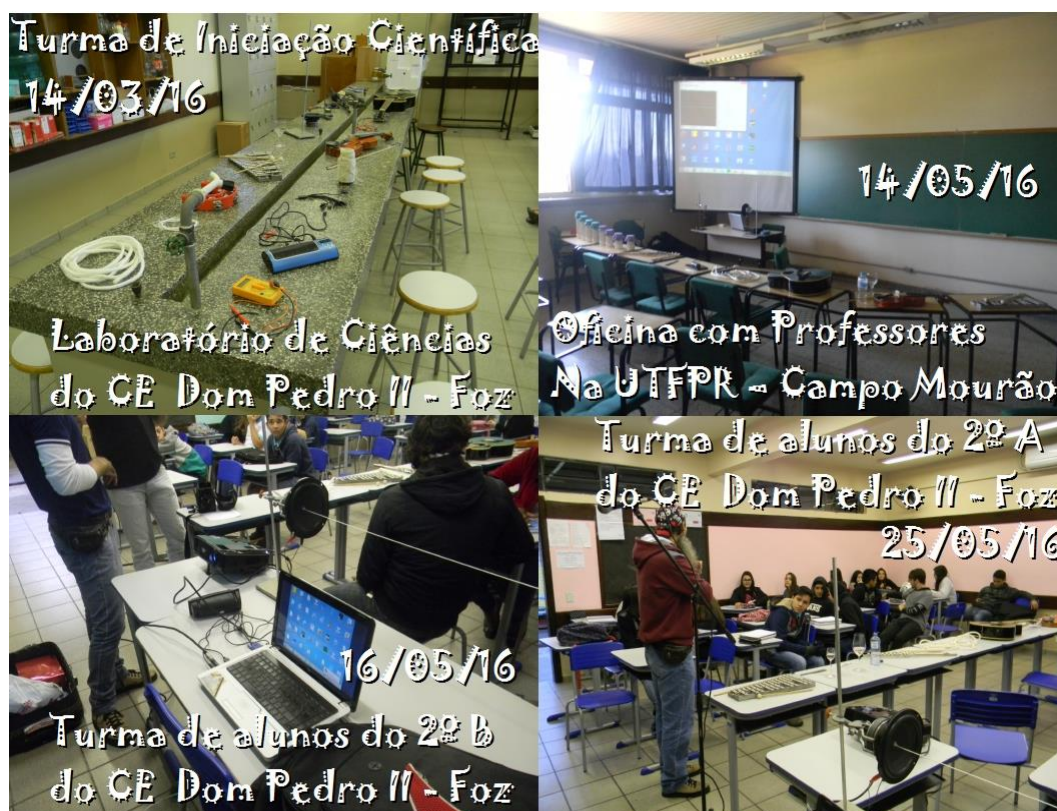 Turma de Iniciação Científica
14/03/16
Laboratório de Ciências
do CE Dom Pedro II - Foz
14/05/16
Oficina com Professores
Na UTFPR - Campo Mourão
16/05/16
Turma de alunos do 2º B
do CE Dom Pedro II - Foz
Turma de alunos do 2º A
do CE Dom Pedro II - Foz
25/05/16